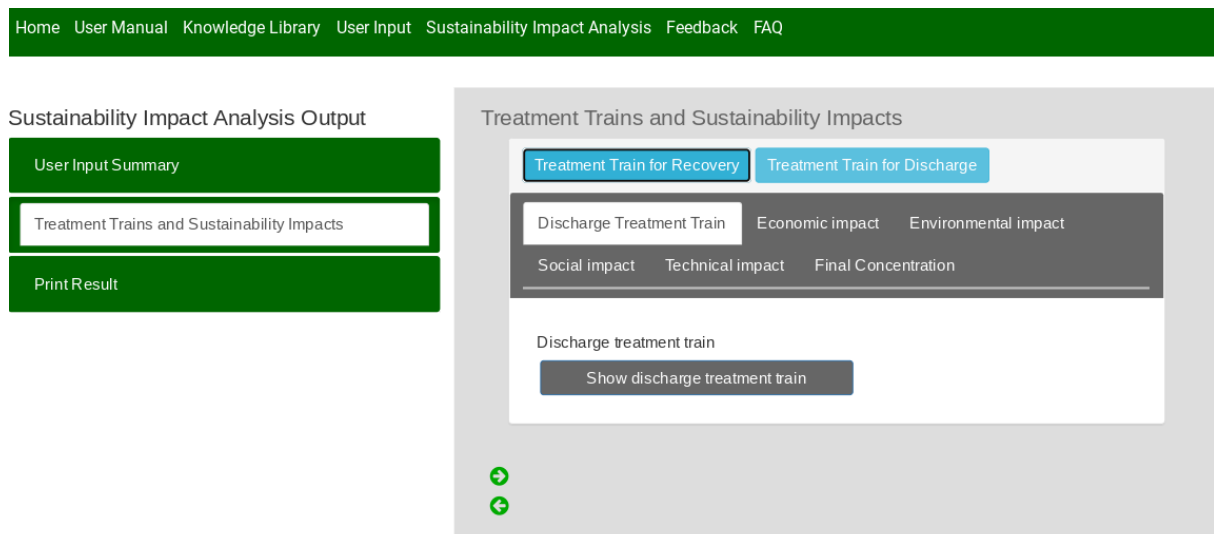 Home User Manual Knowledge Library User Input Sustainability Impact Analysis Feedback FAQ
Sustainability Impact Analysis Output
User Input Summary
Treatment Trains and Sustainability Impacts
Print Result
Treatment Trains and Sustainability Impacts
Treatment Train for Recovery Treatment Train for Discharge
Discharge Treatment Train Economic impact Environmental impact
Social impact Technical impact Final Concentration
Discharge treatment train
Show discharge treatment train